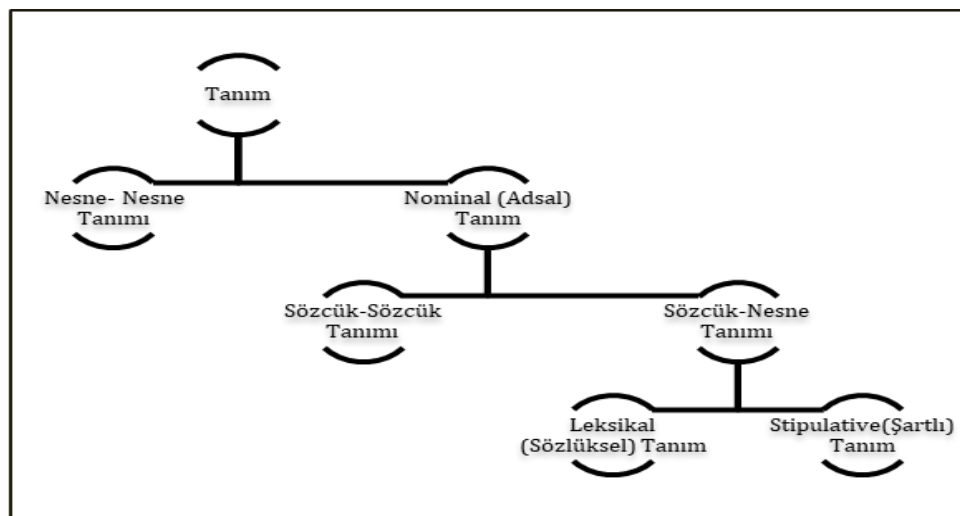 Tanım
Nesne- Nesne
Tanımı
Nominal (Adsal)
Tanım
Sözcük-Sözcük
Tanımı
Sözcük-Nesne
Tanımı
Leksikal
(Sözlüksel) Tanım
Stipulative(Şartlı)
Tanım